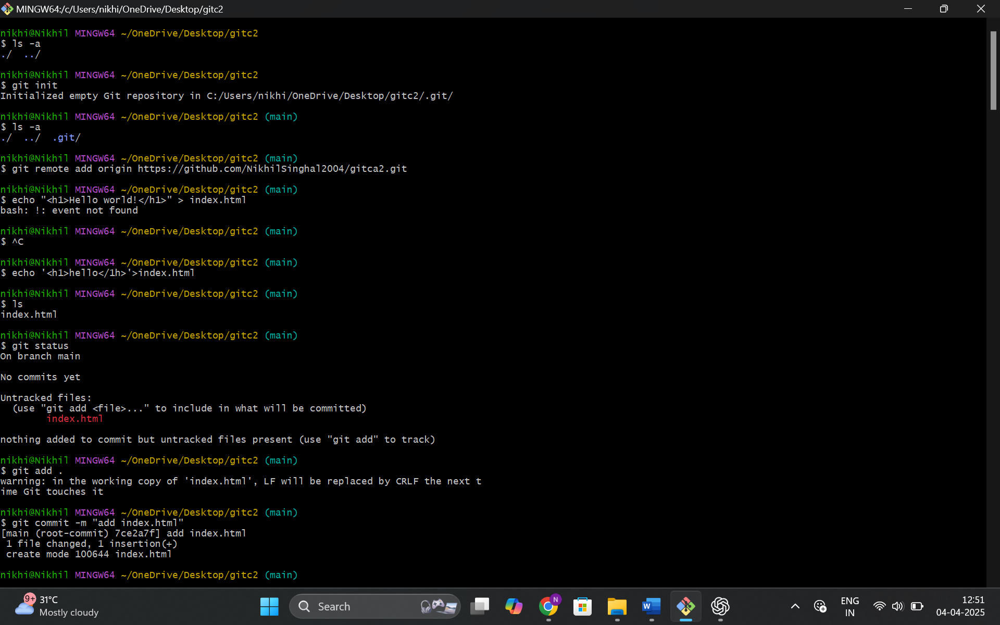 MINGW64:/c/Users/nikhi/OneDrive/Desktop/gitc2
nikhi@Nikhil MINGW64 ~/OneDrive/Desktop/gitc2
$ ls -a
./  ../
nikhi@Nikhil MINGW64 ~/OneDrive/Desktop/gitc2
$ git init
Initialized empty Git repository in C:/Users/nikhi/OneDrive/Desktop/gitc2/.git/
nikhi@Nikhil MINGW64 ~/OneDrive/Desktop/gitc2 (main)
$ ls -a
./  ../  .git/
nikhi@Nikhil MINGW64 ~/OneDrive/Desktop/gitc2 (main)
$ git remote add origin https://github.com/NikhilSinghal2004/gitca2.git
nikhi@Nikhil MINGW64 ~/OneDrive/Desktop/gitc2 (main)
$ echo "<h1>Hello world!</h1>" > index.html
bash: !: event not found
nikhi@Nikhil MINGW64 ~/OneDrive/Desktop/gitc2 (main)
$ ^C
nikhi@Nikhil MINGW64 ~/OneDrive/Desktop/gitc2 (main)
$ echo '<h1>hello</1h>'>index.html
nikhi@Nikhil MINGW64 ~/OneDrive/Desktop/gitc2 (main)
$ ls
index.html
nikhi@Nikhil MINGW64 ~/OneDrive/Desktop/gitc2 (main)
$ git status
On branch main
No commits yet
Untracked files:
  (use "git add <file>..." to include in what will be committed)
        index.html
nothing added to commit but untracked files present (use "git add" to track)
nikhi@Nikhil MINGW64 ~/OneDrive/Desktop/gitc2 (main)
$ git add .
warning: in the working copy of 'index.html', LF will be replaced by CRLF the next t
ime Git touches it
nikhi@Nikhil MINGW64 ~/OneDrive/Desktop/gitc2 (main)
$ git commit -m "add index.html"
[main (root-commit) 7ce2a7f] add index.html
 1 file changed, 1 insertion(+)
 create mode 100644 index.html
nikhi@Nikhil MINGW64 ~/OneDrive/Desktop/gitc2 (main)
9+
31°C
Mostly cloudy
Search
N
W
ENG
IN
12:51
04-04-2025